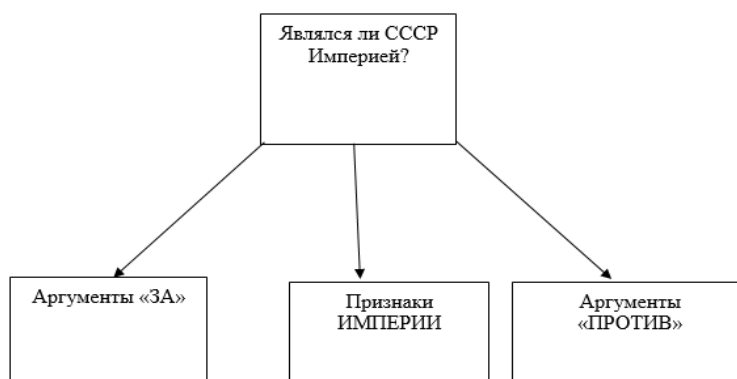 Являлся ли СССР
Империей?
Аргументы «ЗА»
Признаки
ИМПЕРИИ
Аргументы
«ПРОТИВ»